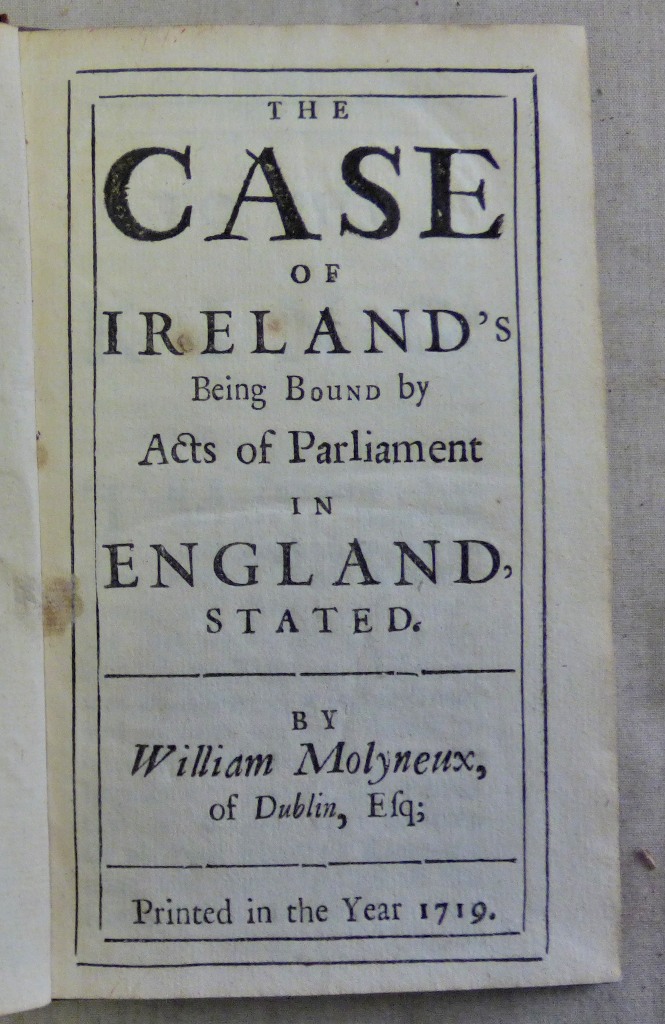 THE
CASE
OF
IRELAND's
Being BOUND by
Acts of Parliament
IN
ENGLAND,
STATED.
BY
William Molyneux,
of Dublin, Eſq;
Printed in the Year 1719.